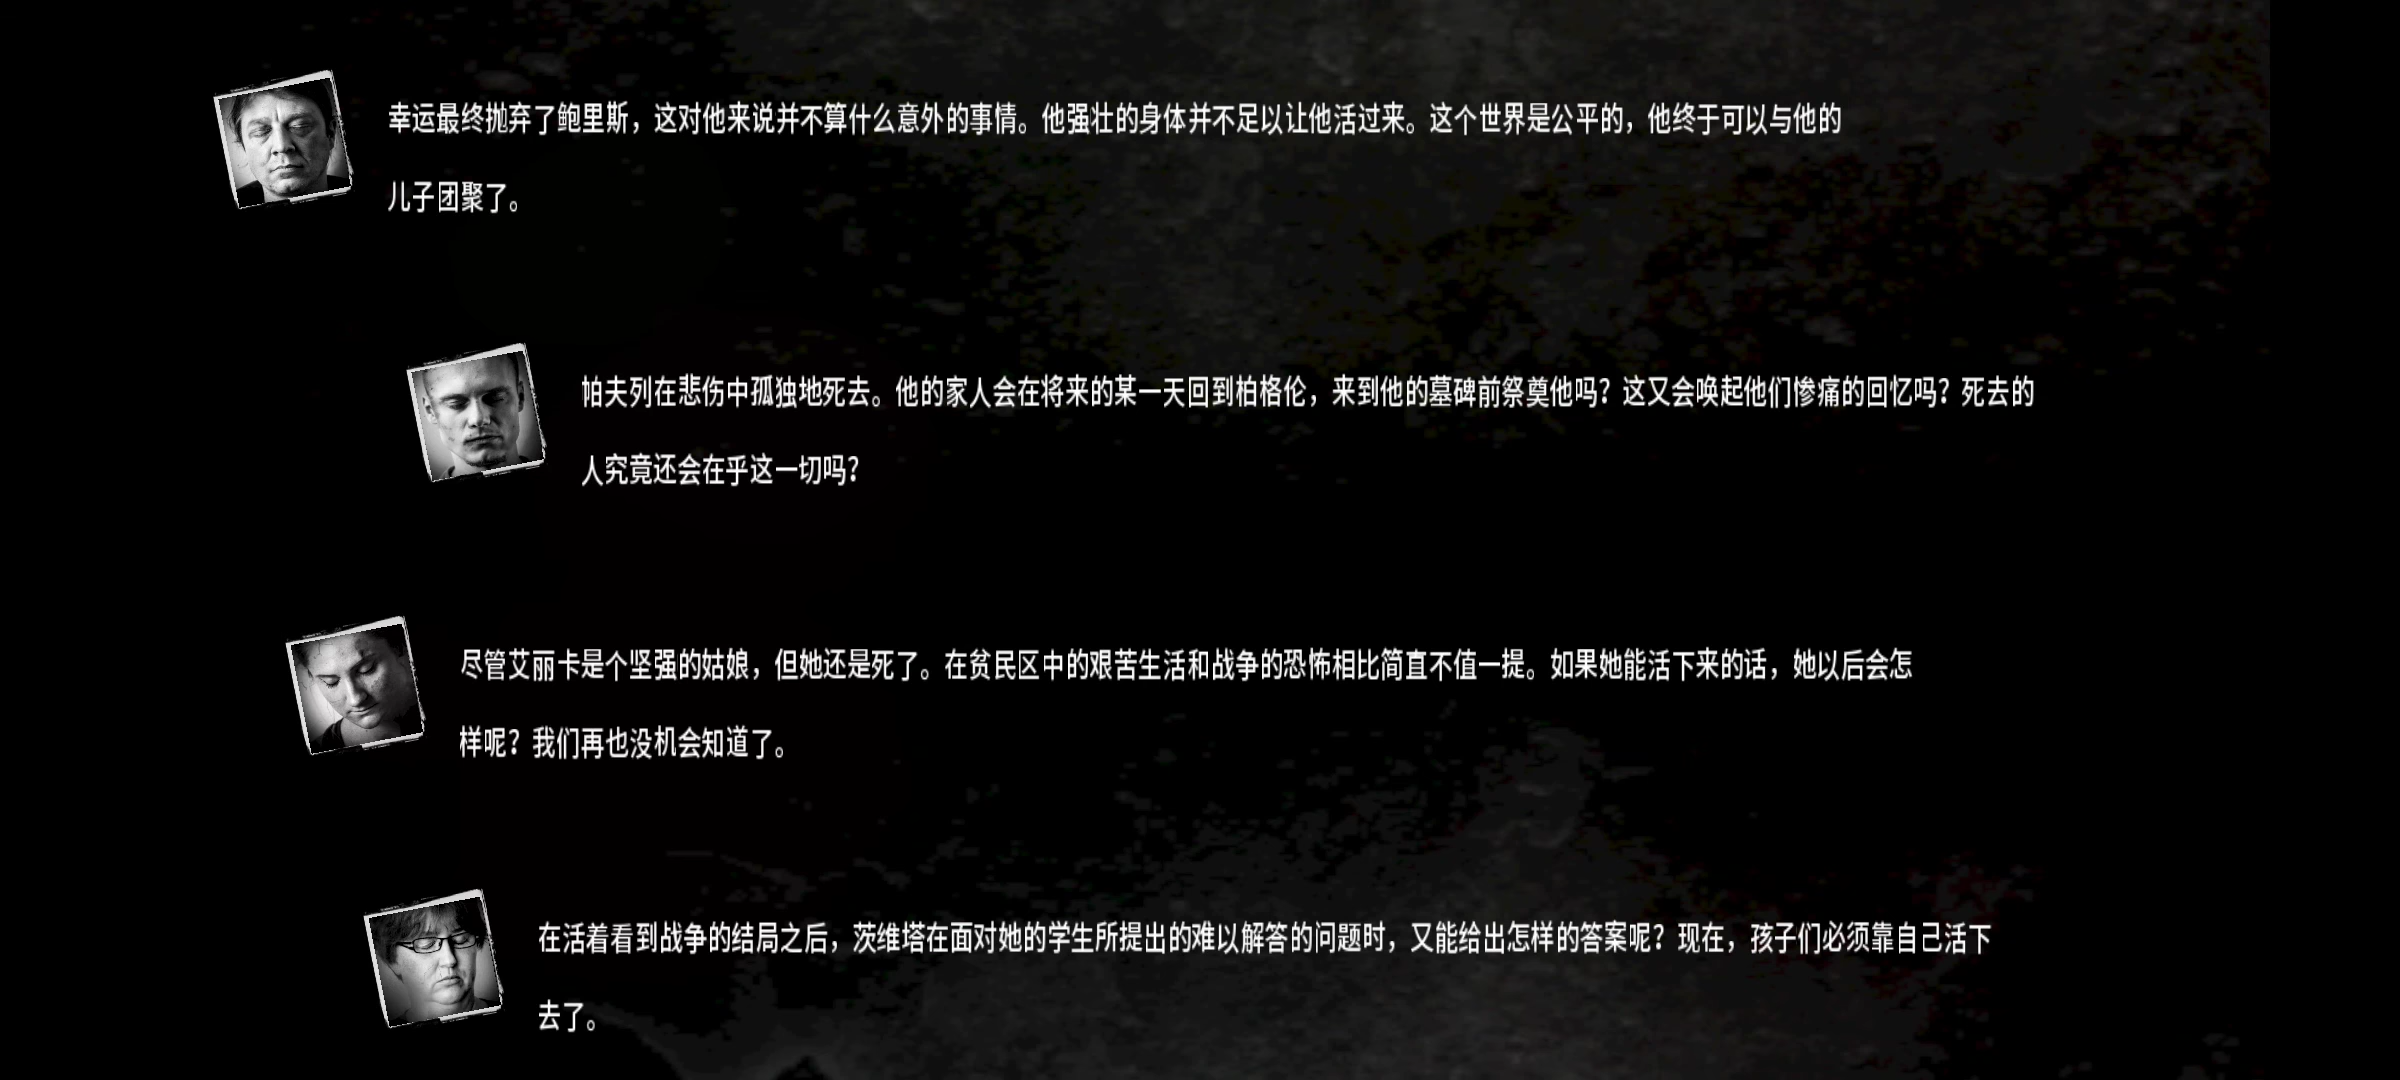 幸运最终抛弃了鲍里斯，这对他来说并不算什么意外的事情。他强壮的身体并不足以让他活过来。这个世界是公平的，他终于可以与他的
儿子团聚了。
帕夫列在悲伤中孤独地死去。他的家人会在将来的某一天回到柏格伦，来到他的墓碑前祭奠他吗？这又会唤起他们惨痛的回忆吗？死去的
人究竟还会在乎这一切吗？
尽管艾丽卡是个坚强的姑娘，但她还是死了。在贫民区中的艰苦生活和战争的恐怖相比简直不值一提。如果她能活下来的话，她以后会怎
样呢？我们再也没机会知道了。
在活着看到战争的结局之后，茨维塔在面对她的学生所提出的难以解答的问题时，又能给出怎样的答案呢？现在，孩子们必须靠自己活下
去了。